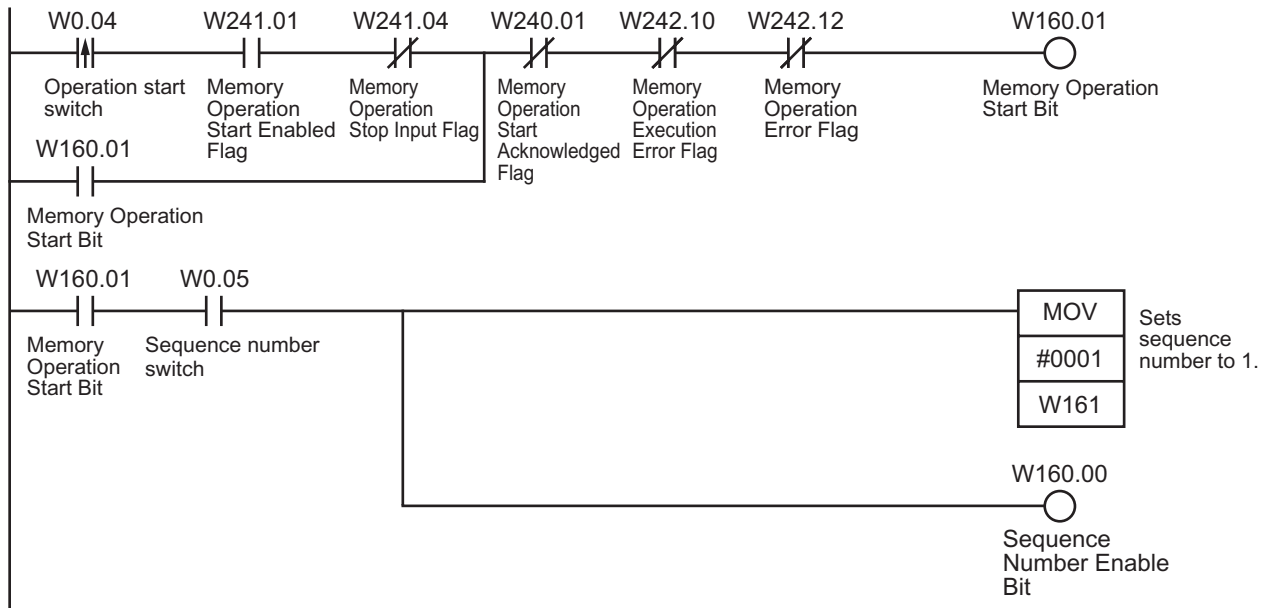 W0.04 W241.01 W241.04 W240.01 W242.10 W242.12 W160.01
Operation start
switch
Memory
Operation
Start Enabled
Flag
Memory
Operation
Stop Input Flag
Memory
Operation
Start
Acknowledged
Flag
Memory
Operation
Execution
Error Flag
Memory
Operation
Error Flag
Memory Operation
Start Bit
W160.01
Memory Operation
Start Bit
W160.01 W0.05
Memory
Operation
Start Bit
Sequence number
switch
MOV
#0001
W161
Sets
sequence
number to 1.
W160.00
Sequence
Number Enable
Bit